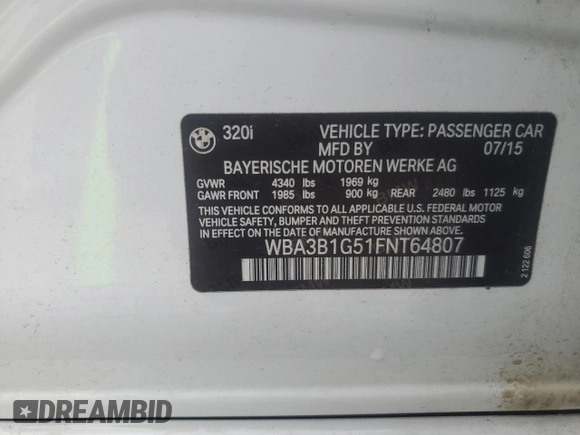 BMW
320i VEHICLE TYPE: PASSENGER CAR
MFD BY 07/15
BAYERISCHE MOTOREN WERKE AG
GVWR 4340 lbs 1969 kg
GAWR FRONT 1985 lbs 900 kg REAR 2480 lbs 1125 kg
THIS VEHICLE CONFORMS TO ALL APPLICABLE U.S. FEDERAL MOTOR
VEHICLE SAFETY, BUMPER AND THEFT PREVENTION STANDARDS IN
EFFECT ON THE DATE OF MANUFACTURE SHOWN ABOVE.
WBA3B1G51FNT64807
2 122 606
DREAMBID